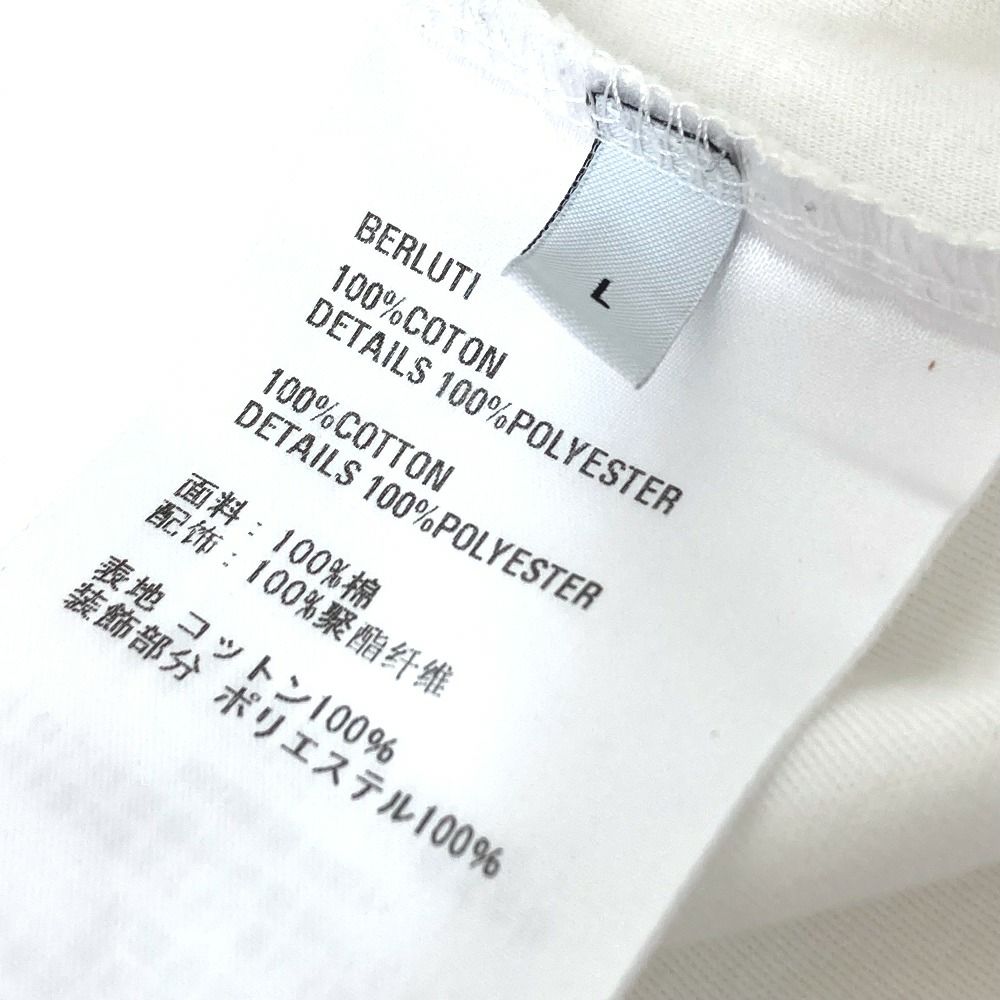 L
BERLUTI
100%COTON
DETAILS 100%POLYESTER
100%COTTON
DETAILS 100%POLYESTER
面料：100%棉
配饰：100%聚酯纤维
表地 コットン100%
装飾部分 ポリエステル100%